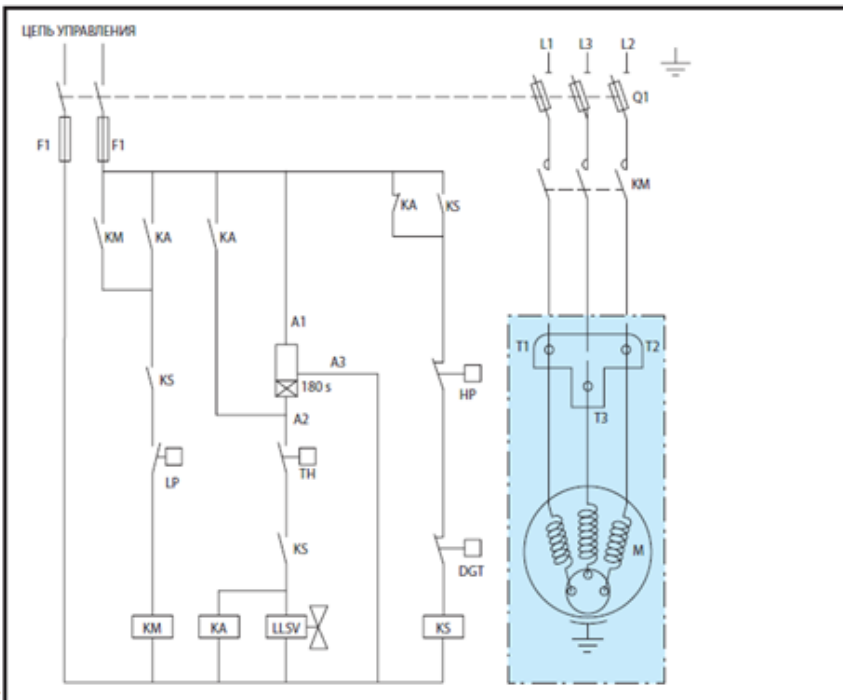 ЦЕПЬ УПРАВЛЕНИЯ
L1 L3 L2
Q1
F1 F1
KM
KA KS
KM KA KA
A1
T1 T2
A3
KS 180 s HP
A2 T3
LP TH
KS M
DGT
KM KA LLSV KS